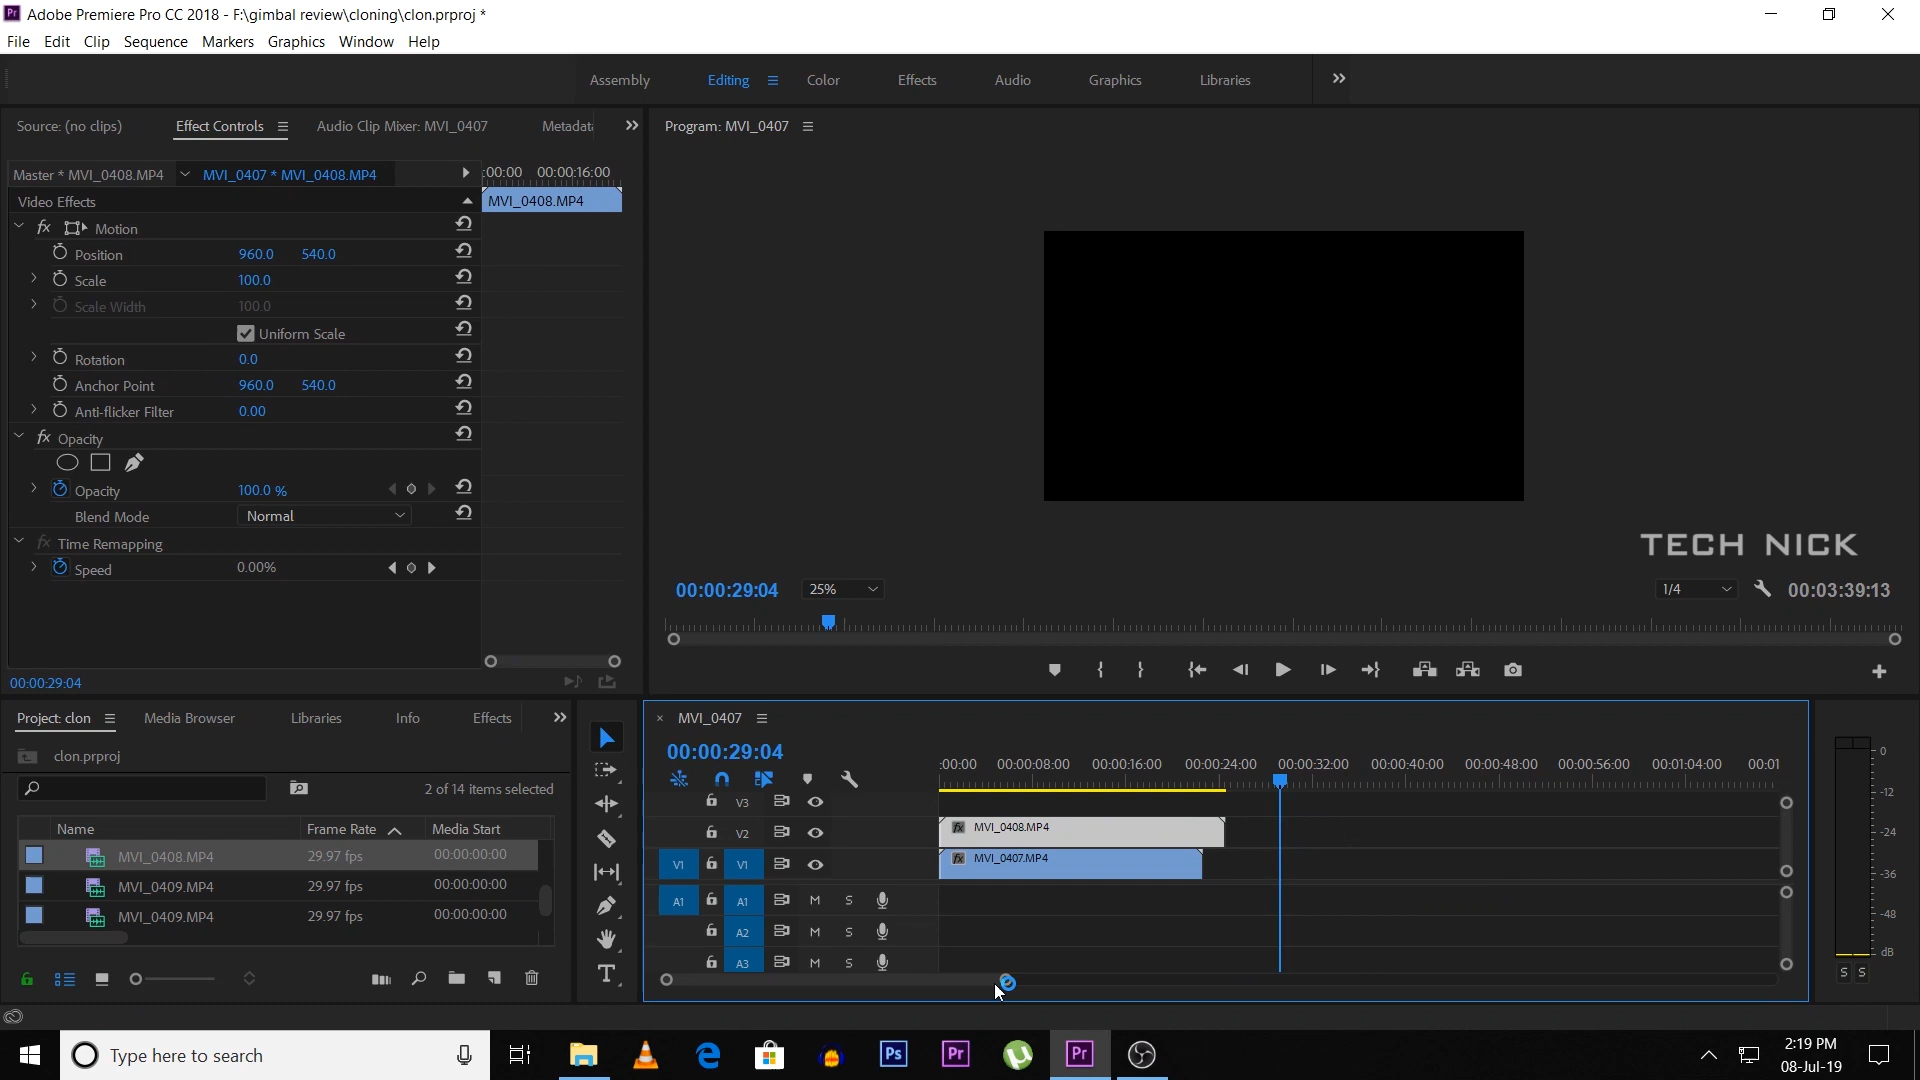 Adobe Premiere Pro CC 2018 - F:\gimbal review\cloning\clon.prproj *
File Edit Clip Sequence Markers Graphics Window Help
Assembly Editing Color Effects Audio Graphics Libraries
Source: (no clips) Effect Controls Audio Clip Mixer: MVI_0407 Metadata Program: MVI_0407
Master * MVI_0408.MP4 MVI_0407 * MVI_0408.MP4 :00:00 00:00:16:00
Video Effects MVI_0408.MP4
fx Motion
Position 960.0 540.0
Scale 100.0
Scale Width 100.0
Uniform Scale
Rotation 0.0
Anchor Point 960.0 540.0
Anti-flicker Filter 0.00
fx Opacity
Opacity 100.0 %
Blend Mode Normal
fx Time Remapping
Speed 0.00%
00:00:29:04
TECH NICK
00:00:29:04 25% 1/4 00:03:39:13
Project: clon Media Browser Libraries Info Effects
clon.prproj
2 of 14 items selected
Name Frame Rate Media Start
MVI_0408.MP4 29.97 fps 00:00:00:00
MVI_0409.MP4 29.97 fps 00:00:00:00
MVI_0409.MP4 29.97 fps 00:00:00:00
T
MVI_0407
00:00:29:04
:00:00 00:00:08:00 00:00:16:00 00:00:24:00 00:00:32:00 00:00:40:00 00:00:48:00 00:00:56:00 00:01:04:00 00:01
V3
V2 fx MVI_0408.MP4
V1 V1 fx MVI_0407.MP4
A1 A1 M S
A2 M S
A3 M S
0
-12
-24
-36
-48
dB
S S
Type here to search
Ps Pr Pr
2:19 PM
08-Jul-19